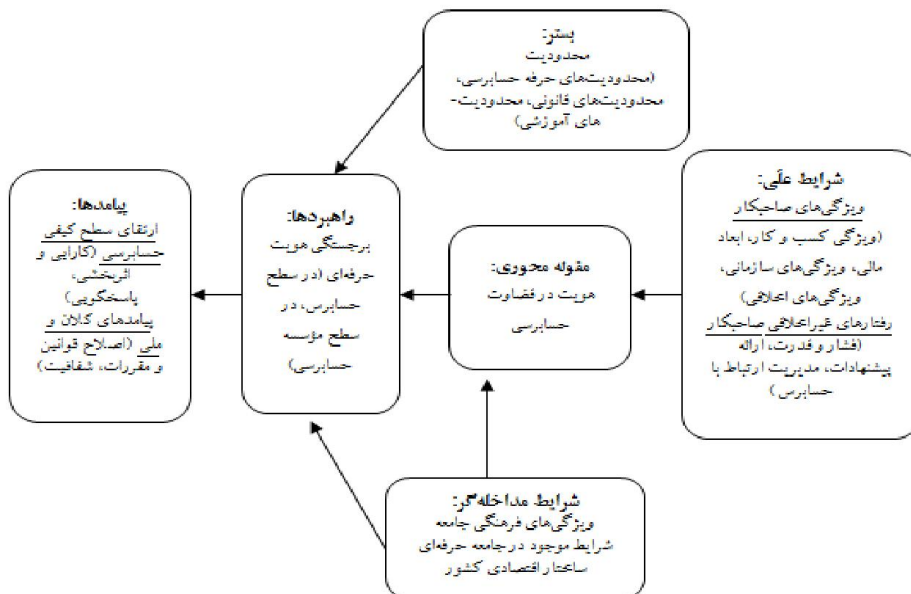 بستر:
محدودیت
(محدودیت‌های حرفه حسابرسی،
محدودیت‌های قانونی، محدودیت-
های آموزشی)
شرایط علّی:
ویژگی‌های صاحبکار
(ویژگی کسب و کار، ابعاد
مالی، ویژگی‌های سازمانی،
ویژگی‌های اخلاقی)
رفتارهای غیراخلاقی صاحبکار
(فشار و قدرت، ارائه
پیشنهادات، مدیریت ارتباط با
حسابرس)
مقوله محوری:
هویت در قضاوت
حسابرسی
راهبردها:
برجستگی هویت
حرفه‌ای (در سطح
حسابرس، در
سطح مؤسسه
حسابرسی)
پیامدها:
ارتقای سطح کیفی
حسابرسی (کارایی و
اثربخشی،
پاسخگویی)
پیامدهای کلان و
ملی (اصلاح قوانین
و مقررات، شفافیت)
شرایط مداخله‌گر:
ویژگی‌های فرهنگی جامعه
شرایط موجود در جامعه حرفه‌ای
ساختار اقتصادی کشور